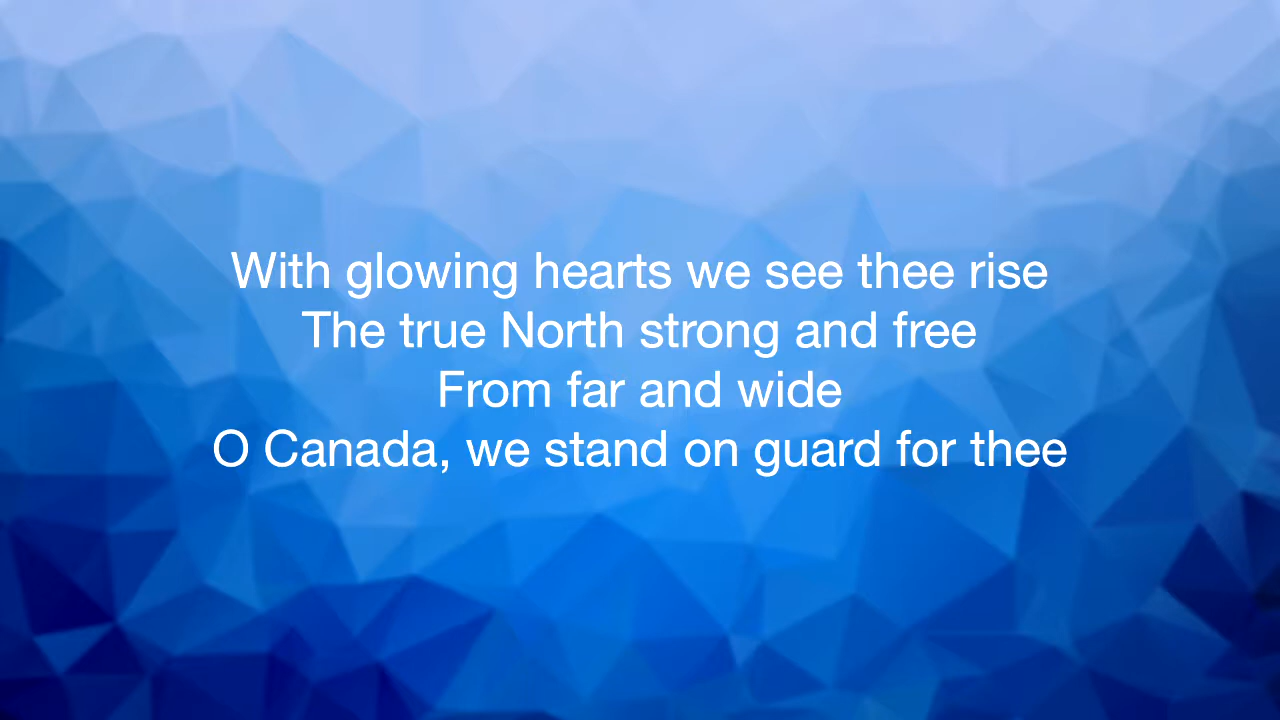 With glowing hearts we see thee rise
The true North strong and free
From far and wide
O Canada, we stand on guard for thee